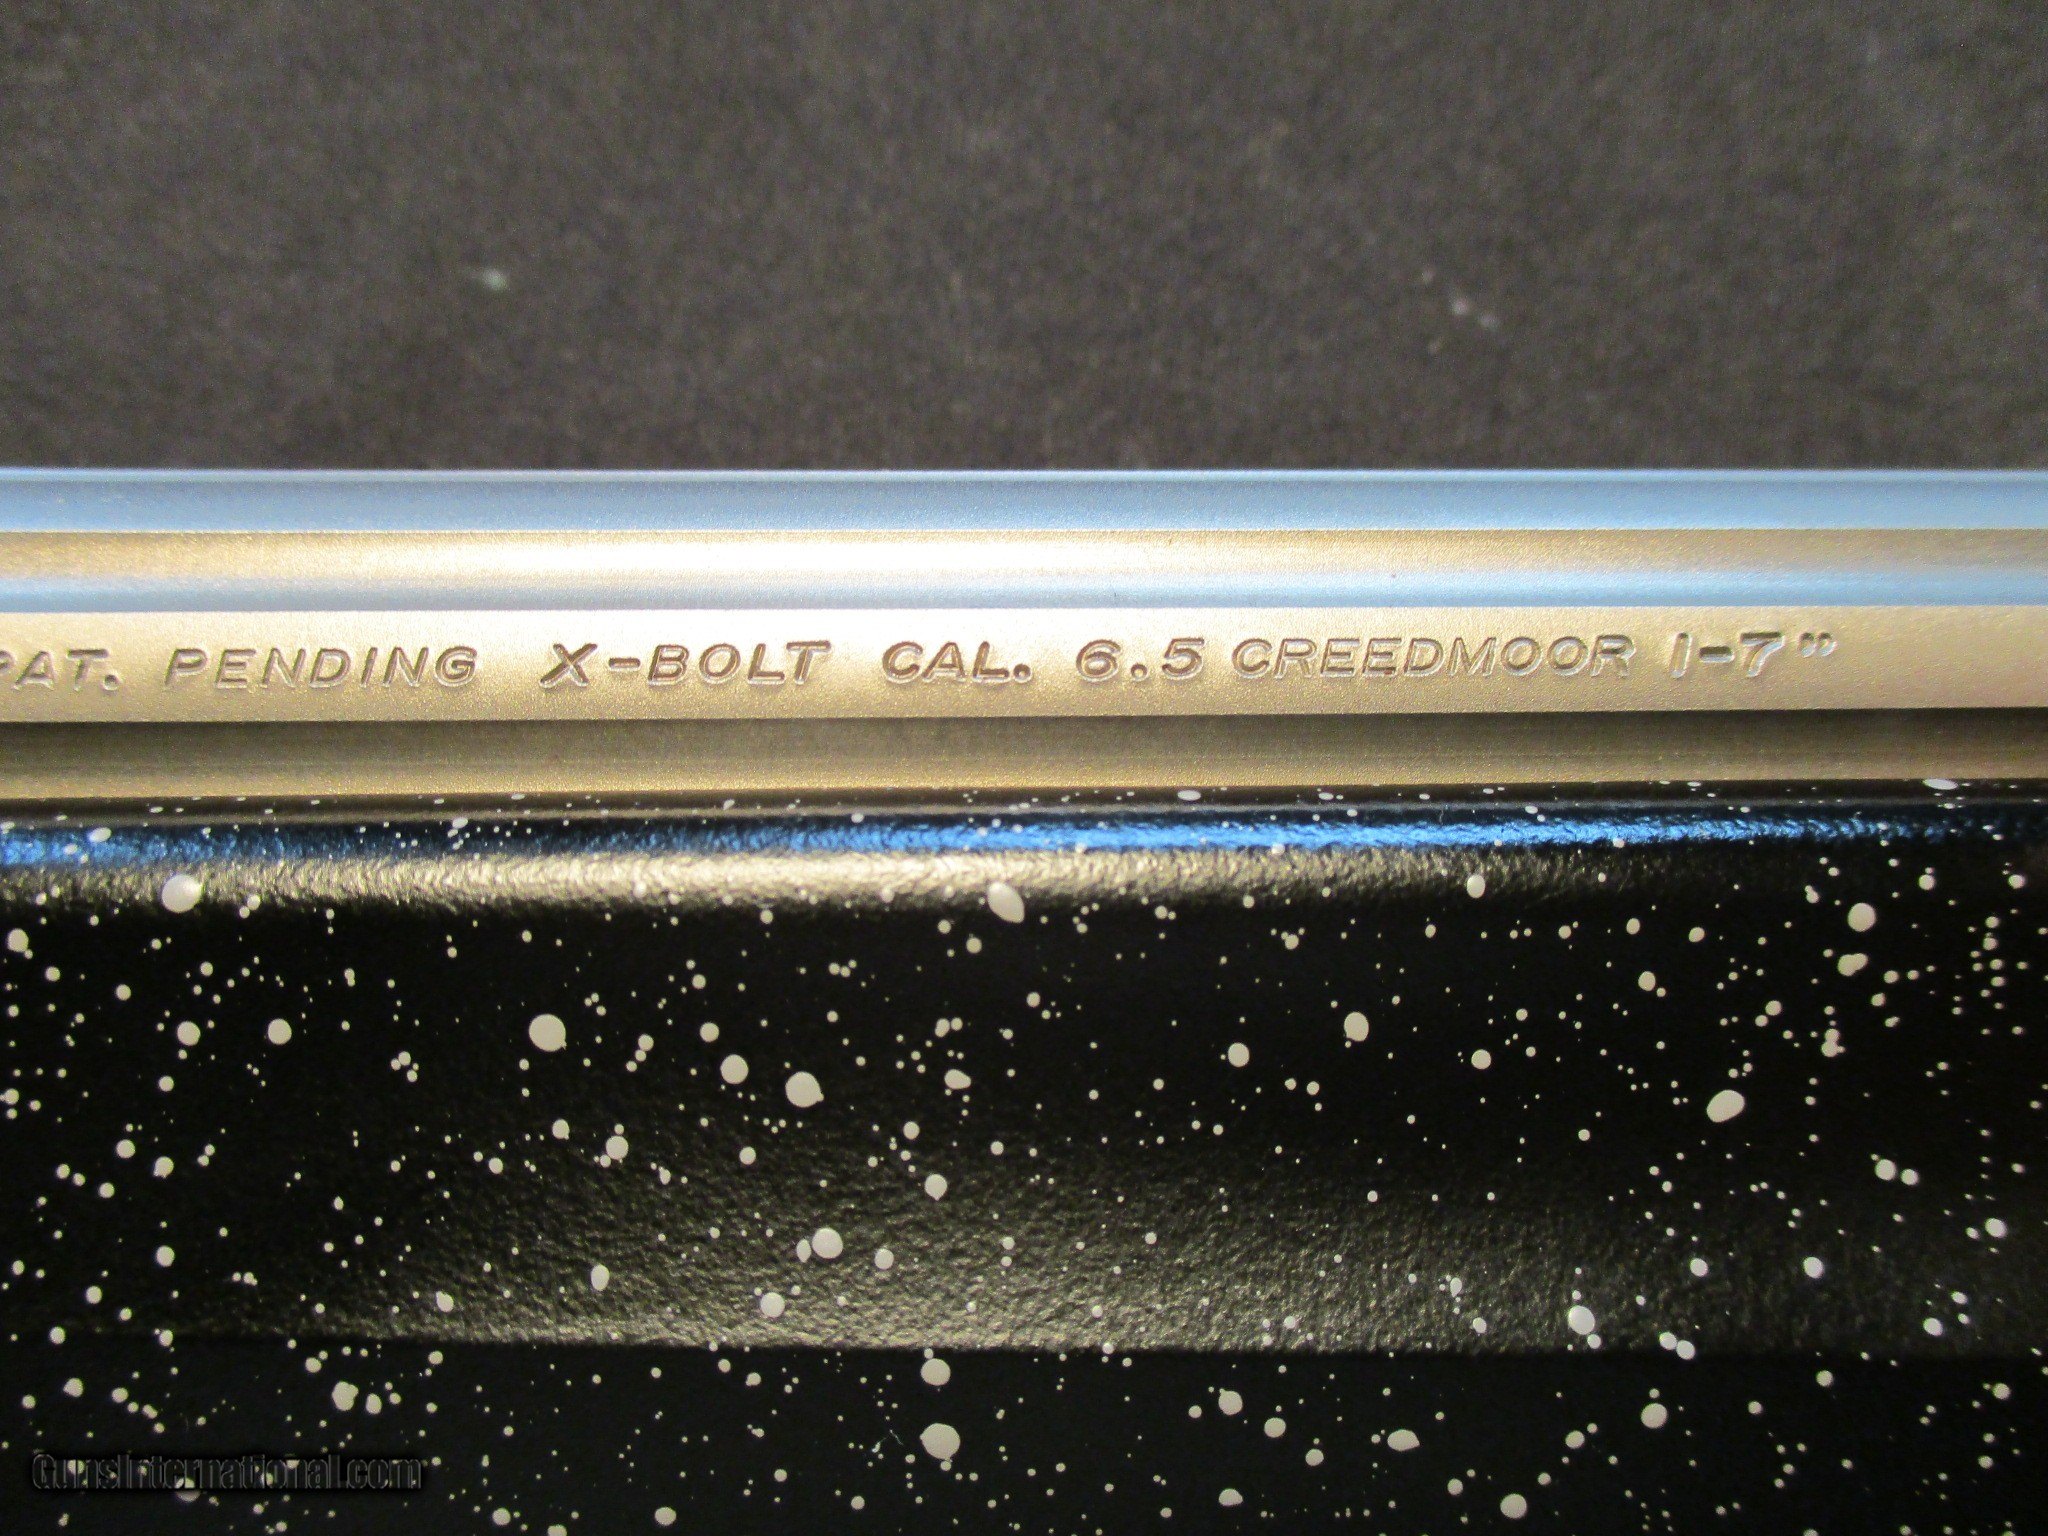 PAT. PENDING X-BOLT CAL. 6.5 CREEDMOOR 1-7"
GunsInternational.com